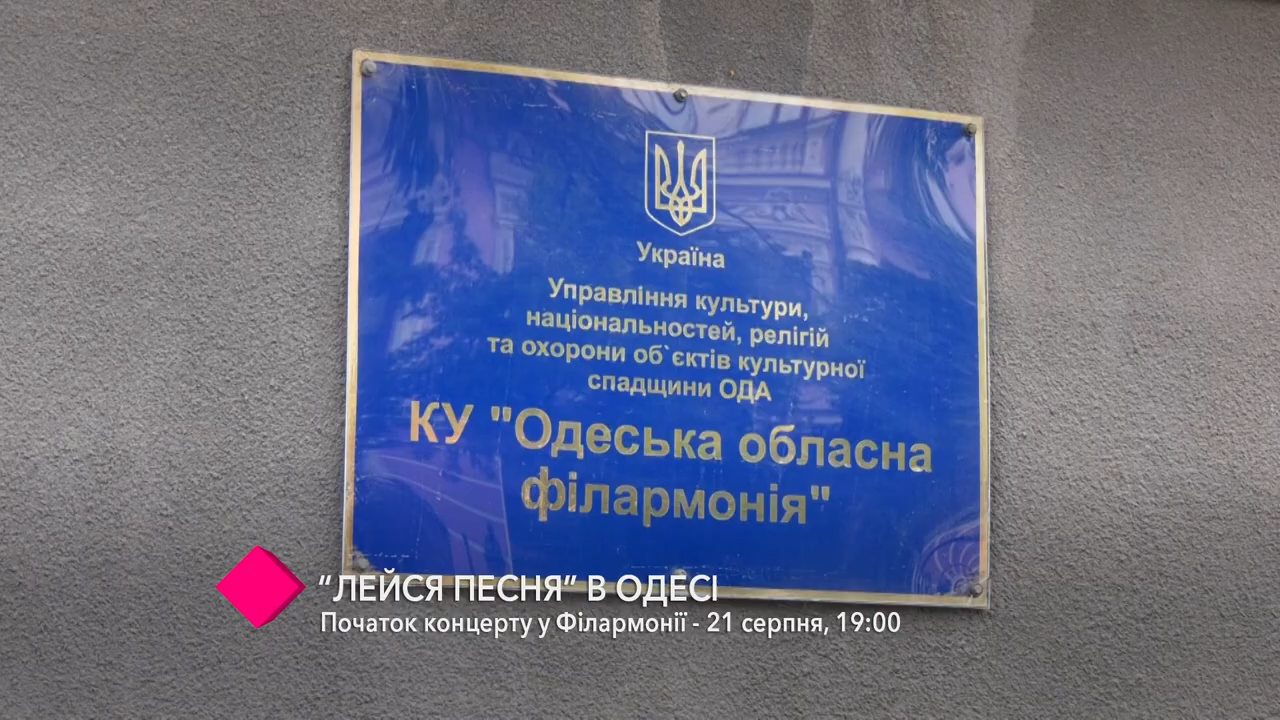 Україна
Управління культури,
національностей, релігій
та охорони об`єктів культурної
спадщини ОДА
КУ "Одеська обласна
філармонія"
“ЛЕЙСЯ ПЕСНЯ” В ОДЕСІ
Початок концерту у Філармонії - 21 серпня, 19:00